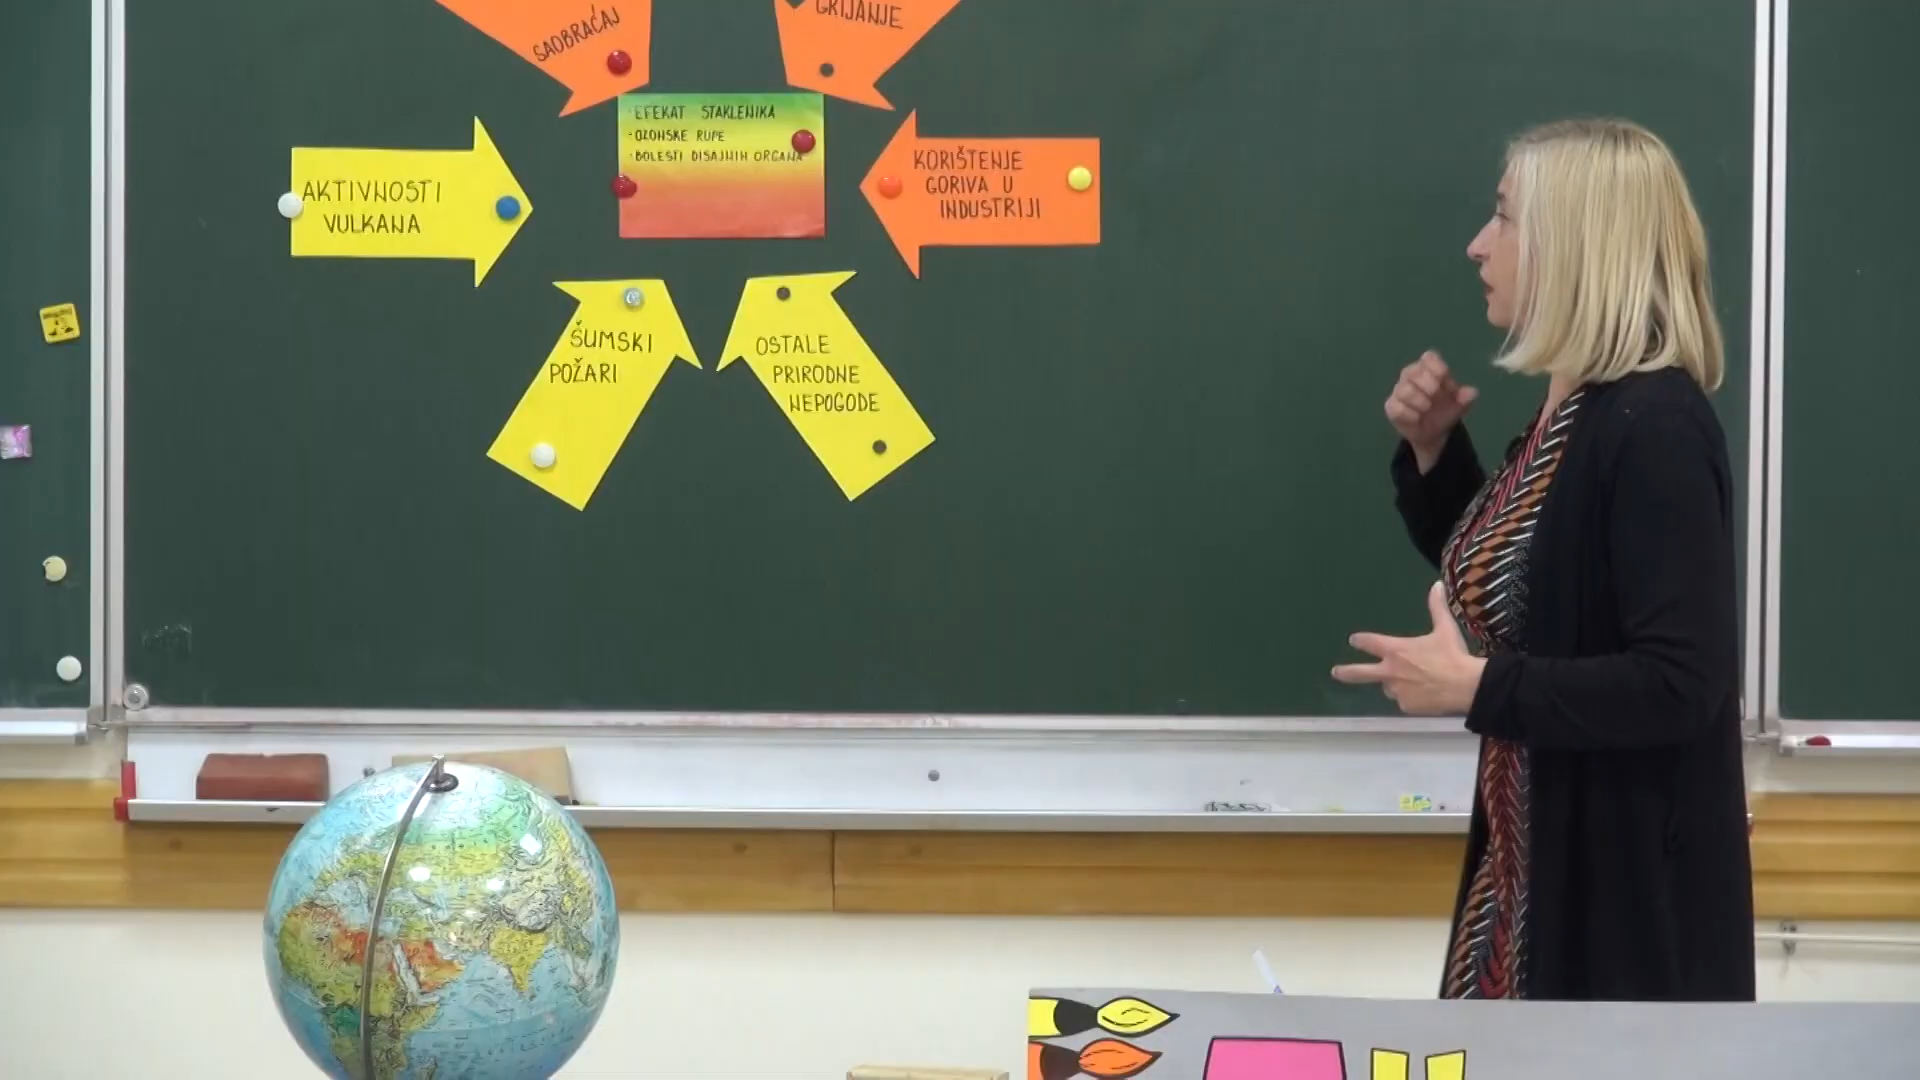 SAOBRAĆAJ
GRIJANJE
EFEKAT STAKLENIKA
OZONSKE RUPE
BOLESTI DISAJNIH ORGANA
AKTIVNOSTI
VULKANA
KORIŠTENJE
GORIVA U
INDUSTRIJI
ŠUMSKI
POŽARI
OSTALE
PRIRODNE
NEPOGODE